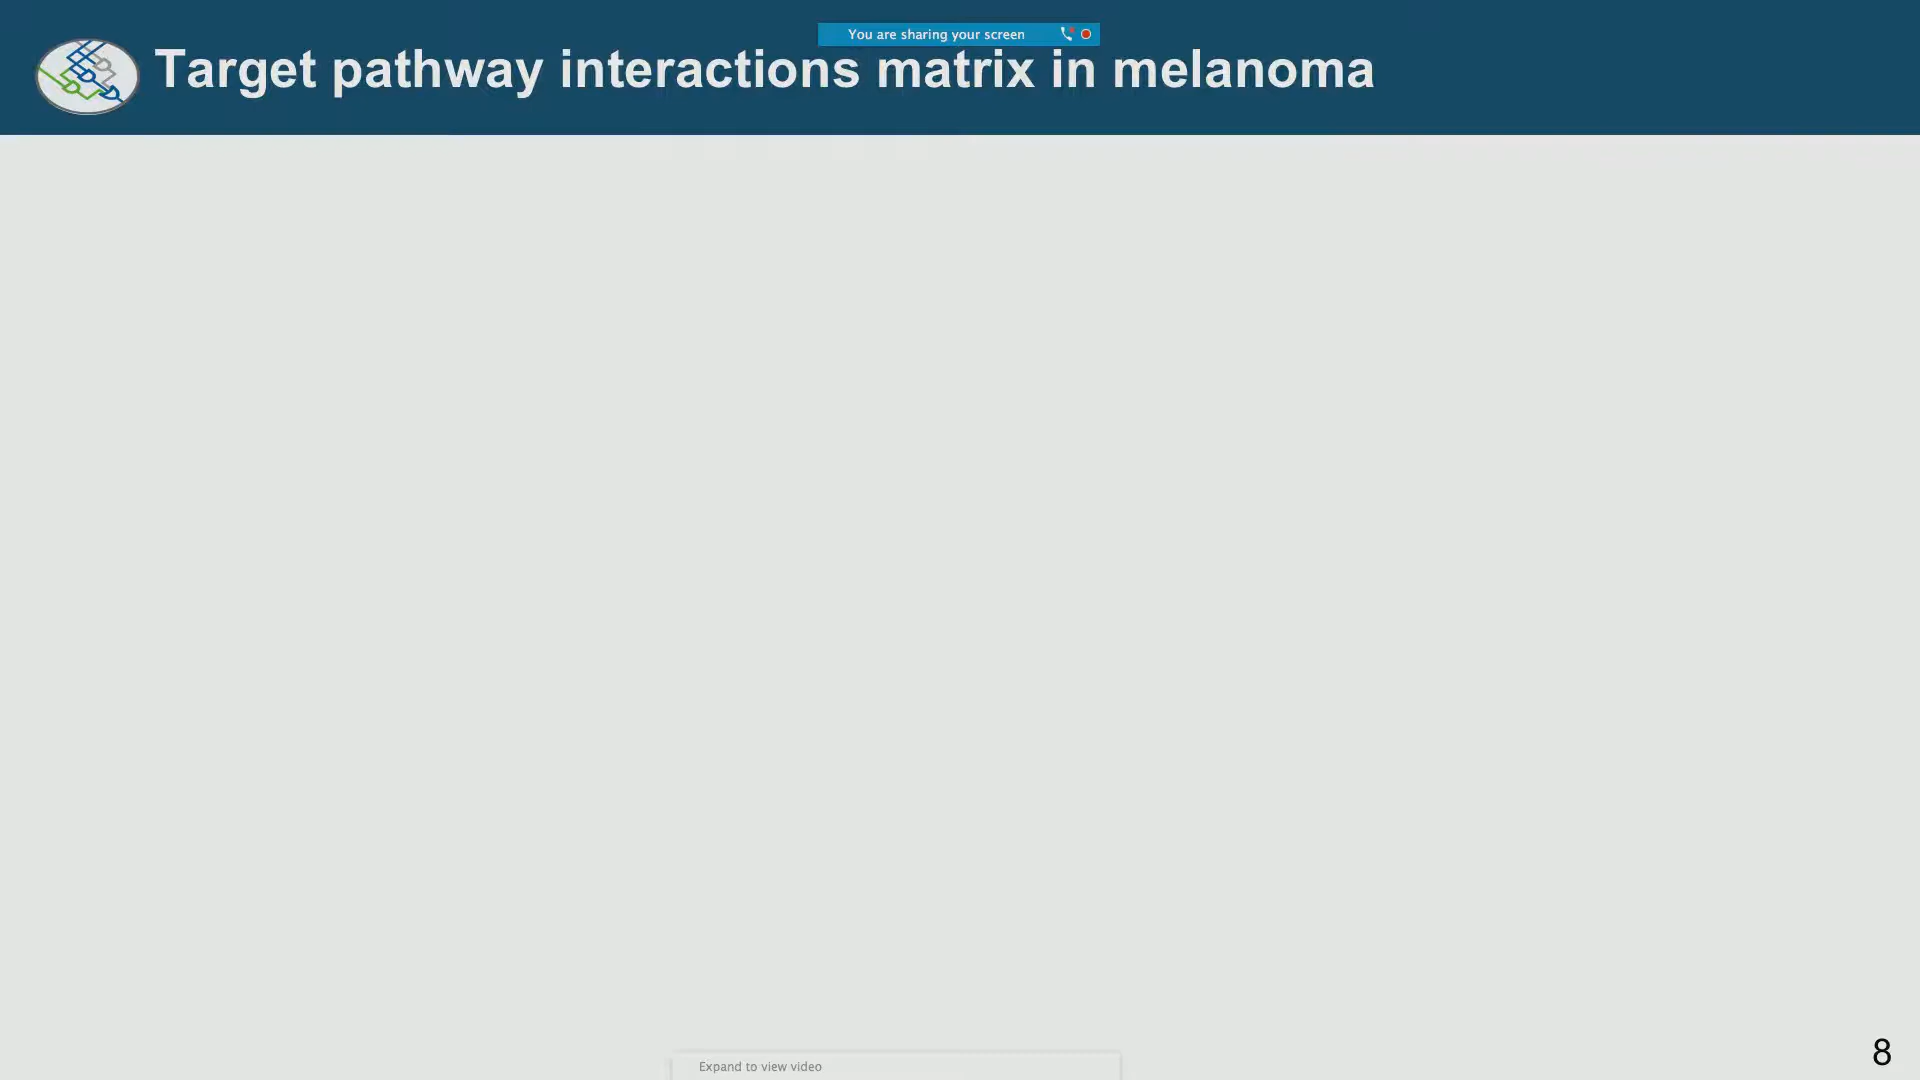 You are sharing your screen
Target pathway interactions matrix in melanoma
Expand to view video
8